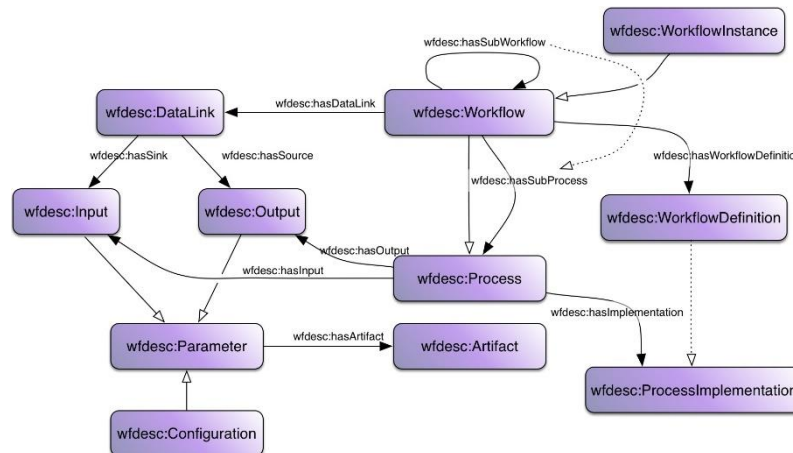 wfdesc:hasSubWorkflow
wfdesc:WorkflowInstance
wfdesc:DataLink
wfdesc:hasDataLink
wfdesc:Workflow
wfdesc:hasSink
wfdesc:hasSource
wfdesc:hasWorkflowDefinition
wfdesc:hasSubProcess
wfdesc:Input
wfdesc:Output
wfdesc:WorkflowDefinition
wfdesc:hasOutput
wfdesc:hasInput
wfdesc:Process
wfdesc:hasImplementation
wfdesc:Parameter
wfdesc:hasArtifact
wfdesc:Artifact
wfdesc:ProcessImplementation
wfdesc:Configuration